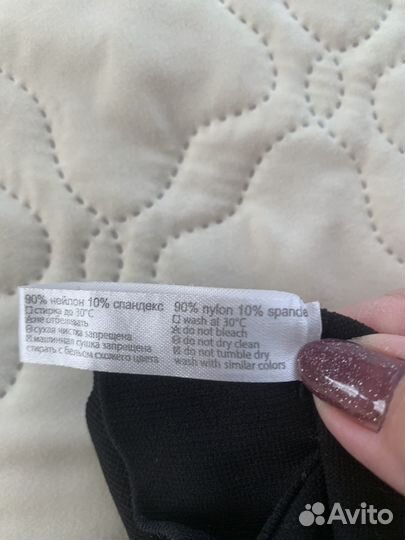 90% нейлон 10% спандекс
стирка до 30°C
не отбеливать
сухая чистка запрещена
машинная сушка запрещена
стирать с бельем схожего цвета
90% nylon 10% spande
wash at 30°C
do not bleach
do not dry clean
do not tumble dry
wash with similar colors
Avito